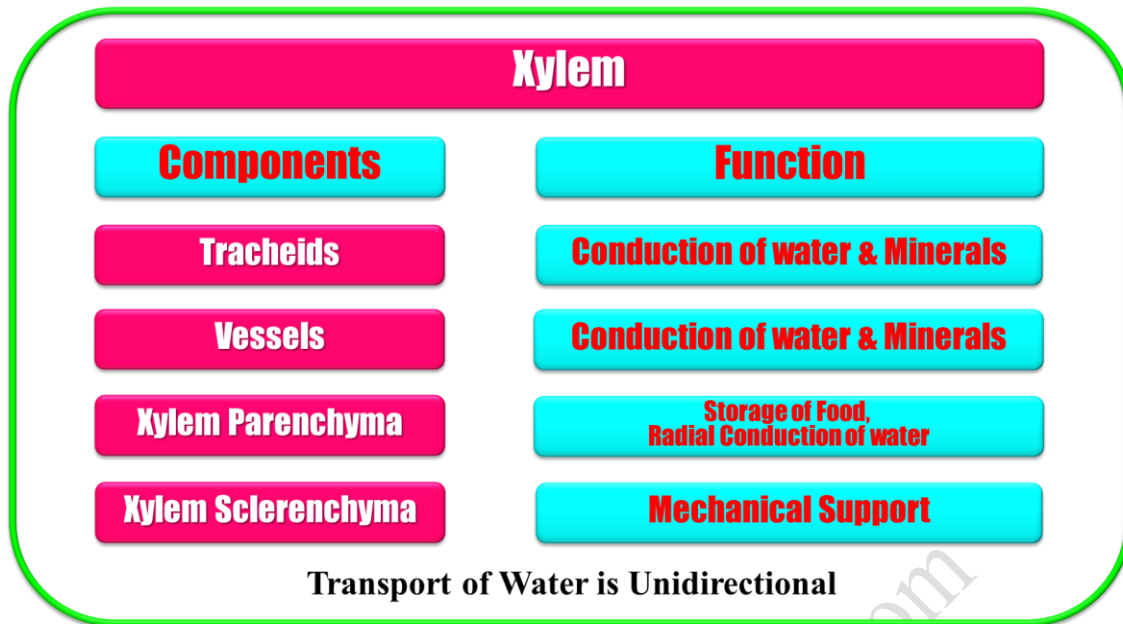 Xylem
Components
Function
Tracheids
Conduction of water & Minerals
Vessels
Conduction of water & Minerals
Xylem Parenchyma
Storage of Food,
Radial Conduction of water
Xylem Sclerenchyma
Mechanical Support
Transport of Water is Unidirectional
om